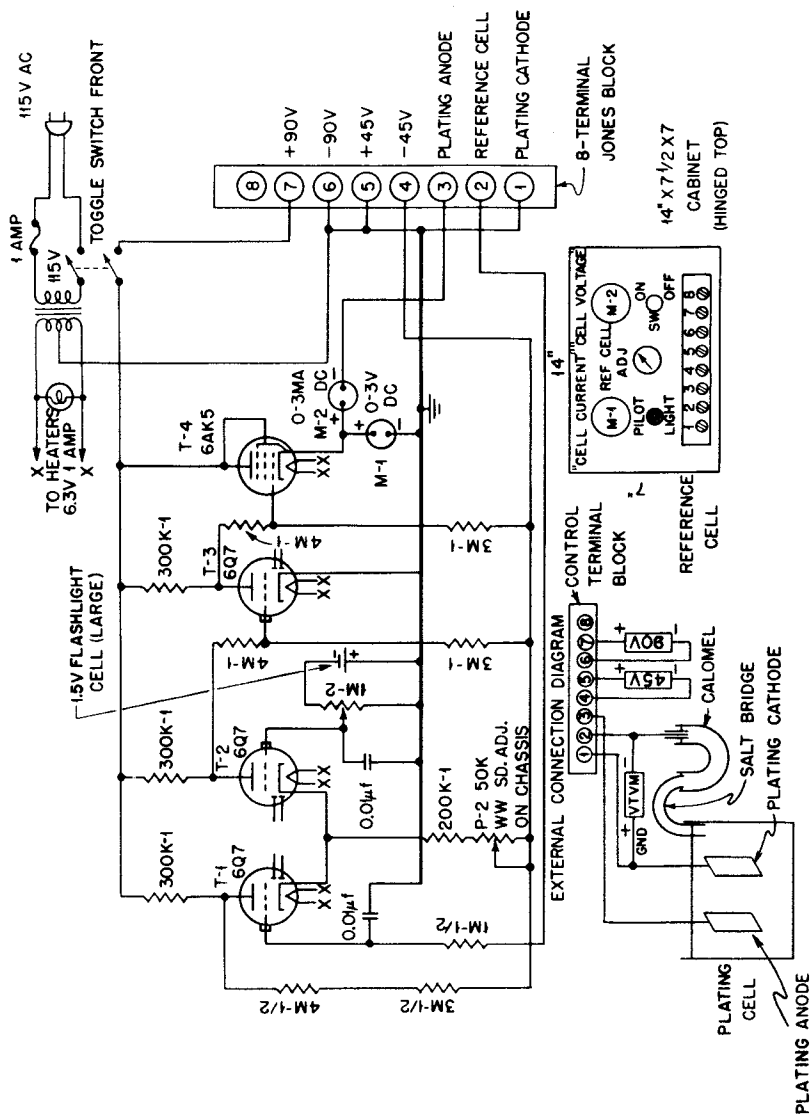 115V AC
1 AMP
TOGGLE SWITCH FRONT
115V
TO HEATERS
6.3V 1 AMP
X
X
1.5V FLASHLIGHT
CELL (LARGE)
300K-1
300K-1
300K-1
T-1
6Q7
T-2
6Q7
T-3
6Q7
T-4
6AK5
XX
XX
XX
XX
4M-1
4M-1
1M-2
0.01µf
0.01µf
3M-1
3M-1
M-2
0-3MA
DC
+
-
M-1
0-3V
DC
+
-
+
-
200K-1
P-2 50K
WW SD. ADJ.
ON CHASSIS
4M-1/2
3M-1/2
1M-1/2
8
7 +90V
6 -90V
5 +45V
4 -45V
3 PLATING ANODE
2 REFERENCE CELL
1 PLATING CATHODE
8-TERMINAL
JONES BLOCK
EXTERNAL CONNECTION DIAGRAM
CONTROL
TERMINAL
BLOCK
1 2 3 4 5 6 7 8
+ 45V -
+ 90V -
+ VTVM -
GND
CALOMEL
SALT BRIDGE
PLATING CATHODE
PLATING
CELL
PLATING ANODE
REFERENCE
CELL
14"
7"
"CELL CURRENT"
"CELL VOLTAGE"
M-1
REF CELL
ADJ
M-2
PILOT
LIGHT
ON
SW
OFF
1 2 3 4 5 6 7 8
14" X 7 1/2 X 7
CABINET
(HINGED TOP)